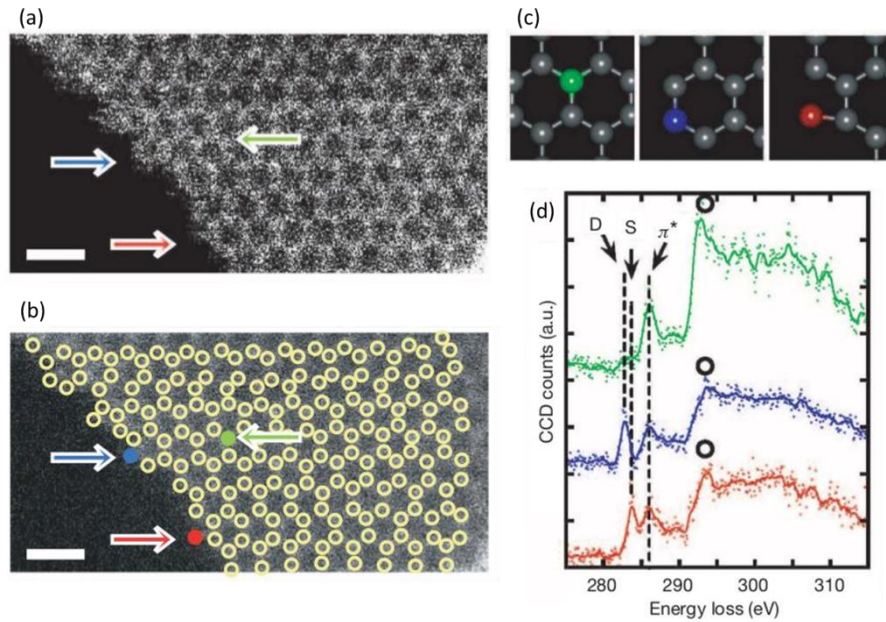 (a)
(b)
(c)
(d)
D
S
π*
CCD counts (a.u.)
280
290
300
310
Energy loss (eV)